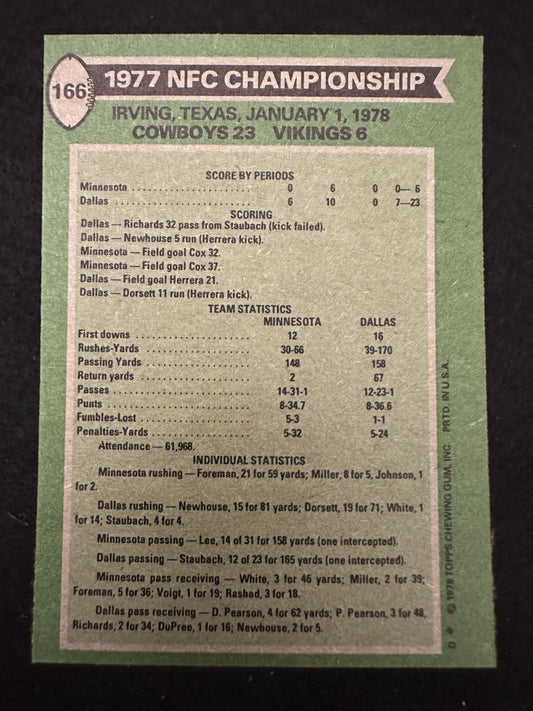 166
1977 NFC CHAMPIONSHIP
IRVING, TEXAS, JANUARY 1, 1978
COWBOYS 23 VIKINGS 6
SCORE BY PERIODS
Minnesota . . . . . . . . . . . . . . . . . . . . . 0 6 0 0—6
Dallas . . . . . . . . . . . . . . . . . . . . . . . . 6 10 0 7—23
SCORING
Dallas — Richards 32 pass from Staubach (kick failed).
Dallas — Newhouse 5 run (Herrera kick).
Minnesota — Field goal Cox 32.
Minnesota — Field goal Cox 37.
Dallas — Field goal Herrera 21.
Dallas — Dorsett 11 run (Herrera kick).
TEAM STATISTICS
MINNESOTA DALLAS
First downs . . . . . . . . . . . . . . . . . . . 12 16
Rushes-Yards . . . . . . . . . . . . . . . . . . 30-66 39-170
Passing Yards . . . . . . . . . . . . . . . . . 148 158
Return yards . . . . . . . . . . . . . . . . . . 2 67
Passes . . . . . . . . . . . . . . . . . . . . . . . 14-31-1 12-23-1
Punts . . . . . . . . . . . . . . . . . . . . . . . . 8-34.7 8-36.6
Fumbles-Lost . . . . . . . . . . . . . . . . . . 5-3 1-1
Penalties-Yards . . . . . . . . . . . . . . . . 5-32 5-24
Attendance — 61,968.
INDIVIDUAL STATISTICS
Minnesota rushing — Foreman, 21 for 59 yards; Miller, 8 for 5, Johnson, 1
for 2.
Dallas rushing — Newhouse, 15 for 81 yards; Dorsett, 19 for 71; White, 1
for 14; Staubach, 4 for 4.
Minnesota passing — Lee, 14 of 31 for 158 yards (one intercepted).
Dallas passing — Staubach, 12 of 23 for 165 yards (one intercepted).
Minnesota pass receiving — White, 3 for 46 yards; Miller, 2 for 39;
Foreman, 5 for 36; Voigt, 1 for 19; Rashad, 3 for 18.
Dallas pass receiving — D. Pearson, 4 for 62 yards; P. Pearson, 3 for 48,
Richards, 2 for 34; DuPree, 1 for 16; Newhouse, 2 for 5.
D * © 1978 TOPPS CHEWING GUM, INC. PRTD. IN U.S.A.